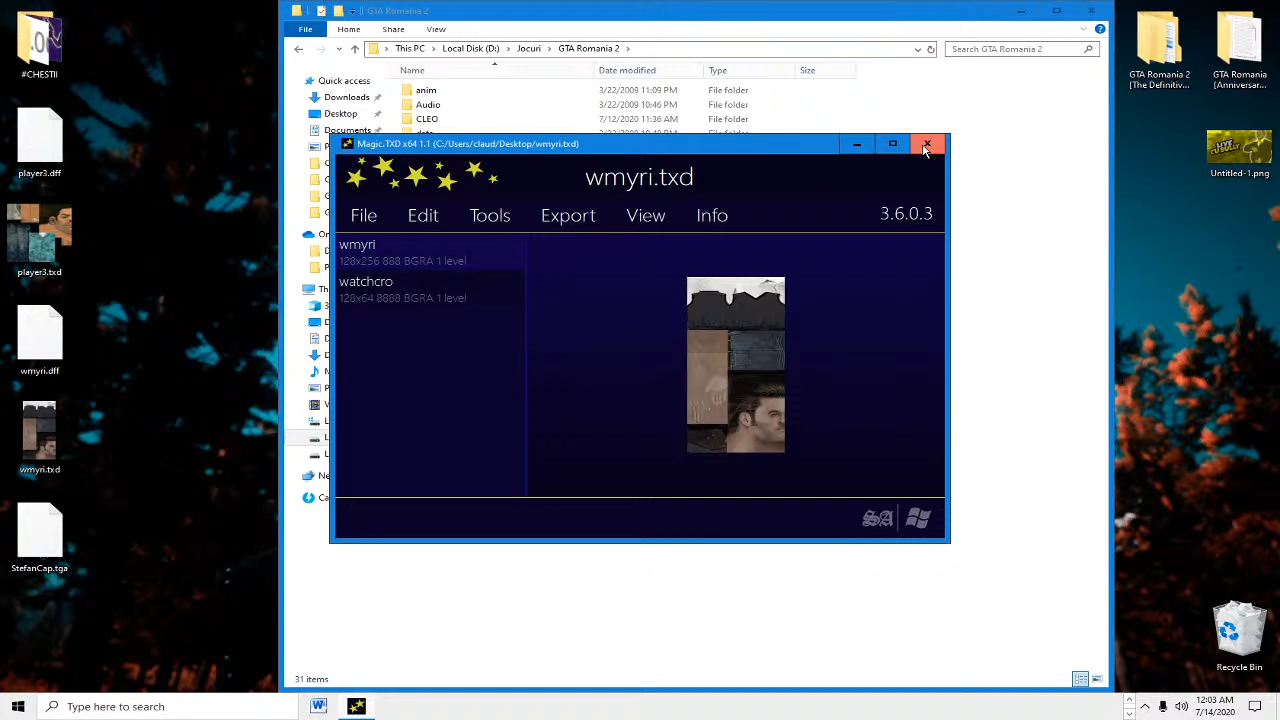 #CHESTII
player3.dff
player3.txd
wmyri.dff
wmyri.txd
StefanCap.tga
GTA Romania 2
File
Home
Share
View
This PC
Local Disk (D:)
Jocuri
GTA Romania 2
Search GTA Romania 2
Name
Date modified
Type
Size
Quick access
Downloads
Desktop
Documents
anim
3/22/2009 11:09 PM
File folder
Audio
3/22/2009 10:46 PM
File folder
CLEO
7/12/2020 11:36 AM
File folder
Magic.TXD x64 1.1 (C:/Users/claud/Desktop/wmyri.txd)
wmyri.txd
File
Edit
Tools
Export
View
Info
3.6.0.3
wmyri
128x256 888 BGRA 1 level
watchcro
128x64 8888 BGRA 1 level
SA
31 items
GTA Romania 2
[The Definitiv...
GTA Romania
[Anniversar...
LIVE
CU BULLY
Untitled-1.png
Recycle Bin
Type here to search
12:03 AM
7/14/2020